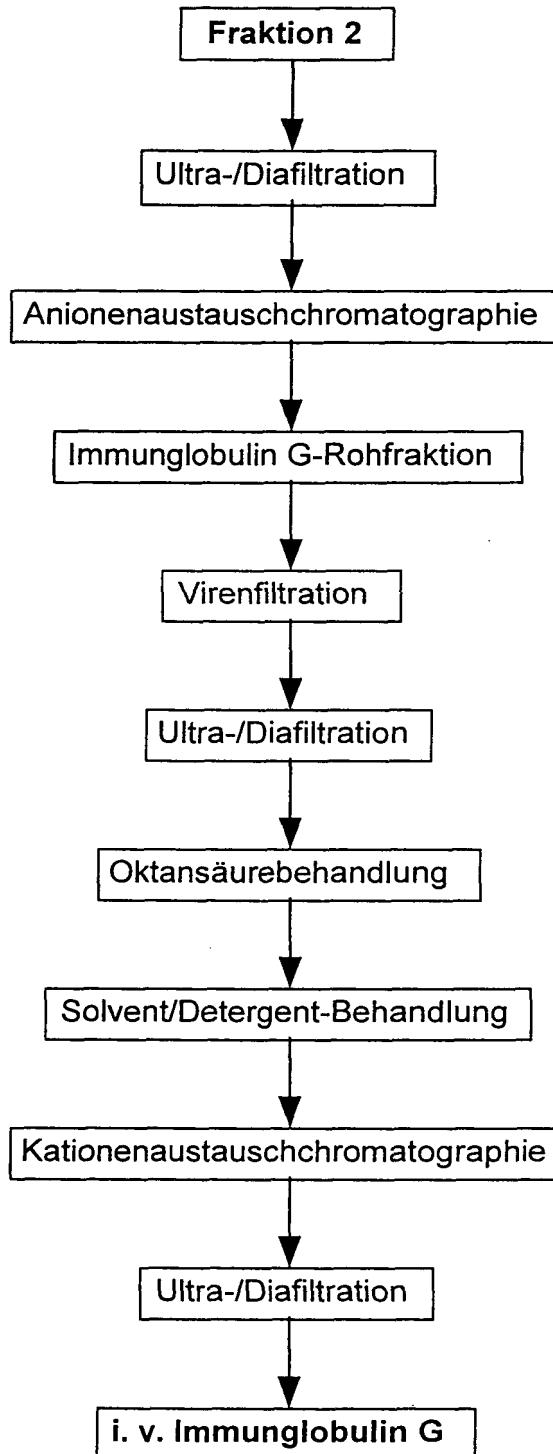 Fraktion 2
Ultra-/Diafiltration
Anionenaustauschchromatographie
Immunglobulin G-Rohfraktion
Virenfiltration
Ultra-/Diafiltration
Oktansäurebehandlung
Solvent/Detergent-Behandlung
Kationenaustauschchromatographie
Ultra-/Diafiltration
i. v. Immunglobulin G